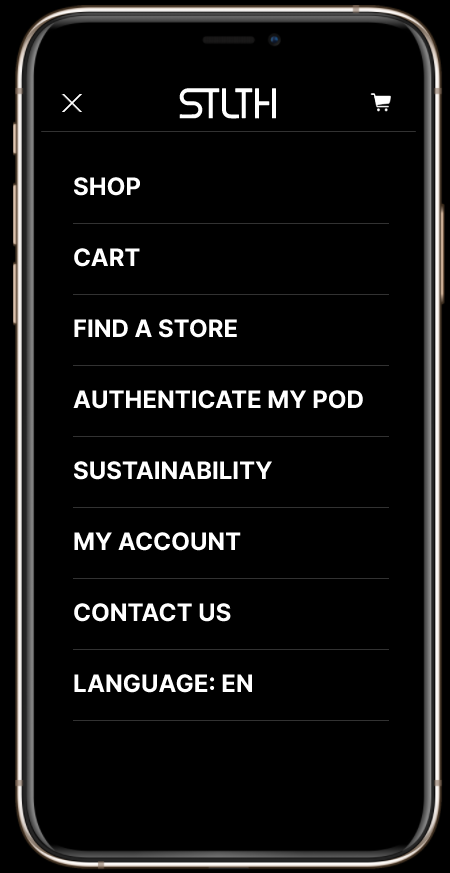 STLTH
SHOP
CART
FIND A STORE
AUTHENTICATE MY POD
SUSTAINABILITY
MY ACCOUNT
CONTACT US
LANGUAGE: EN